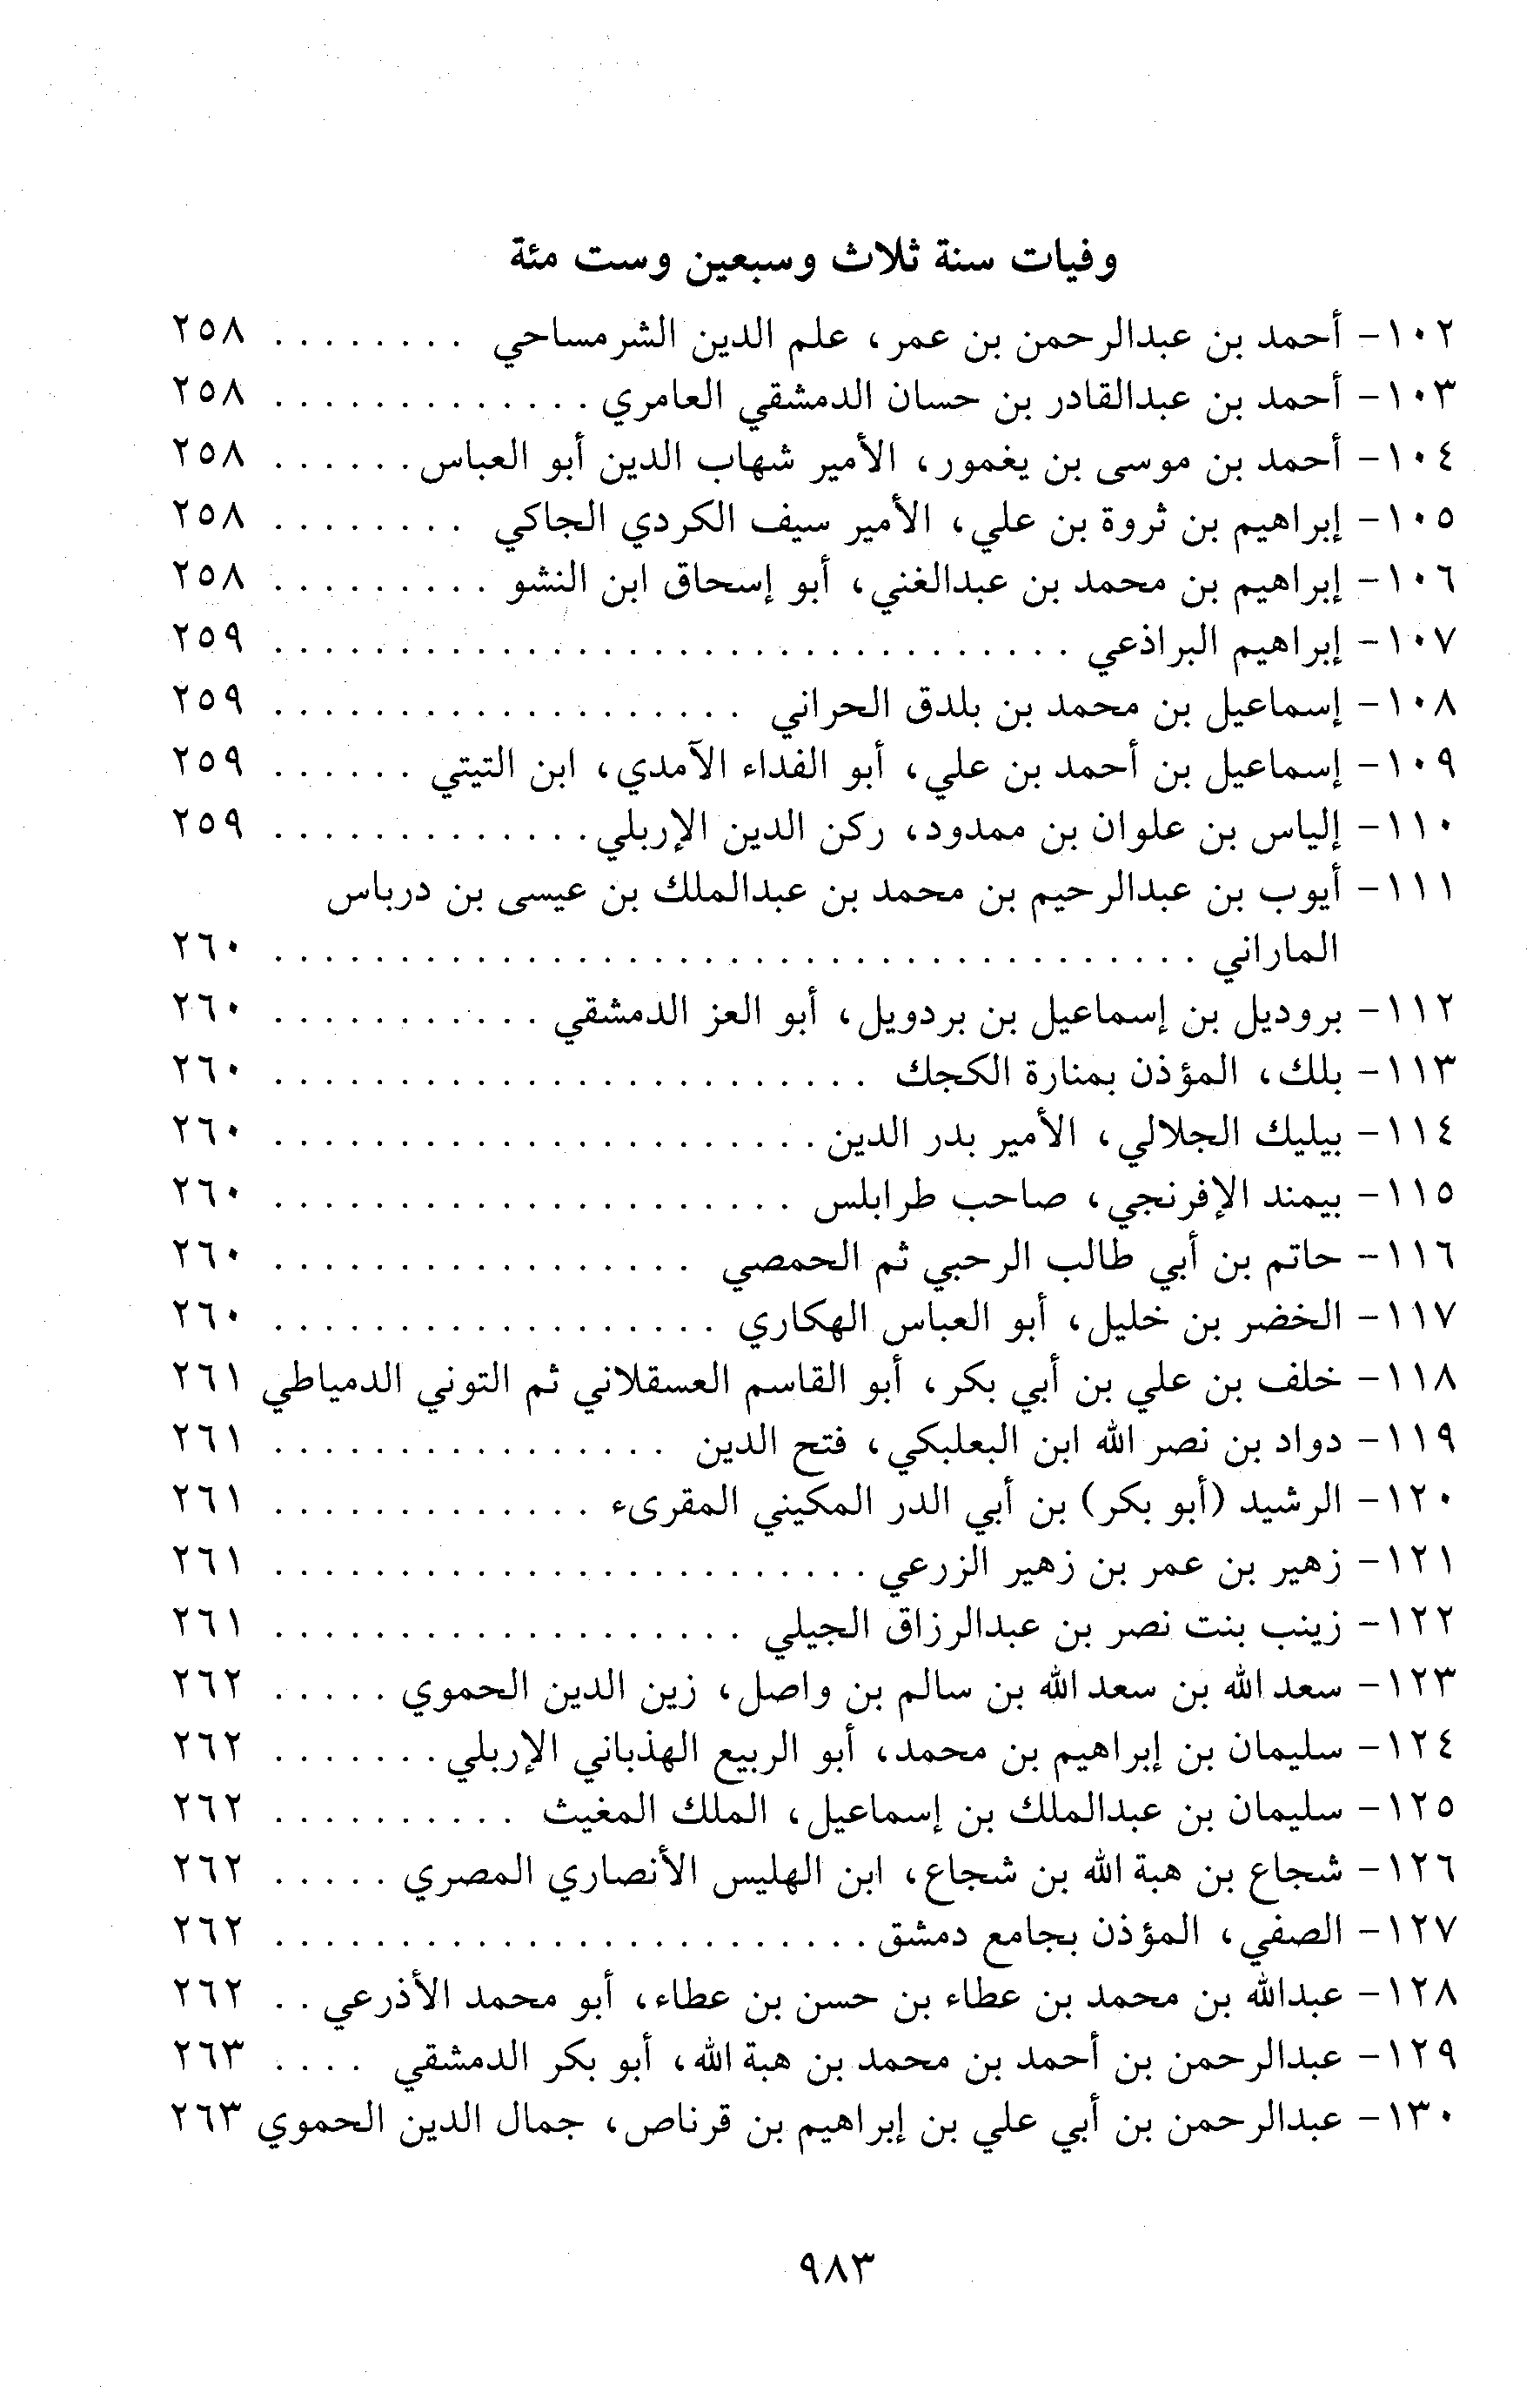 وفيات سنة ثلاث وسبعين وست مئة
١٠٢- أحمد بن عبدالرحمن بن عمر، علم الدين الشرمساحي . . . . . . . . ٢٥٨
١٠٣- أحمد بن عبدالقادر بن حسان الدمشقي العامري . . . . . . . . . . . . . ٢٥٨
١٠٤- أحمد بن موسى بن يغمور، الأمير شهاب الدين أبو العباس . . . . . . ٢٥٨
١٠٥- إبراهيم بن ثروة بن علي، الأمير سيف الكردي الجاكي . . . . . . . . ٢٥٨
١٠٦- إبراهيم بن محمد بن عبدالغني، أبو إسحاق ابن النشو . . . . . . . . . ٢٥٨
١٠٧- إبراهيم البراذعي . . . . . . . . . . . . . . . . . . . . . . . . . . . . . . . . ٢٥٩
١٠٨- إسماعيل بن محمد بن بلدق الحراني . . . . . . . . . . . . . . . . . . . ٢٥٩
١٠٩- إسماعيل بن أحمد بن علي، أبو الفداء الآمدي، ابن التيتي . . . . . . ٢٥٩
١١٠- إلياس بن علوان بن ممدود، ركن الدين الإربلي . . . . . . . . . . . . . ٢٥٩
١١١- أيوب بن عبدالرحيم بن محمد بن عبدالملك بن عيسى بن درباس
الماراني . . . . . . . . . . . . . . . . . . . . . . . . . . . . . . . . . . . . . ٢٦٠
١١٢- بروديل بن إسماعيل بن بردويل، أبو العز الدمشقي . . . . . . . . . . . ٢٦٠
١١٣- بلك، المؤذن بمنارة الكجك . . . . . . . . . . . . . . . . . . . . . . . . ٢٦٠
١١٤- بيليك الجلالي، الأمير بدر الدين . . . . . . . . . . . . . . . . . . . . . . ٢٦٠
١١٥- بيمند الإفرنجي، صاحب طرابلس . . . . . . . . . . . . . . . . . . . . . ٢٦٠
١١٦- حاتم بن أبي طالب الرحبي ثم الحمصي . . . . . . . . . . . . . . . . . ٢٦٠
١١٧- الخضر بن خليل، أبو العباس الهكاري . . . . . . . . . . . . . . . . . . ٢٦٠
١١٨- خلف بن علي بن أبي بكر، أبو القاسم العسقلاني ثم التوني الدمياطي ٢٦١
١١٩- دواد بن نصر الله ابن البعلبكي، فتح الدين . . . . . . . . . . . . . . . . ٢٦١
١٢٠- الرشيد (أبو بكر) بن أبي الدر المكيني المقرىء . . . . . . . . . . . . . ٢٦١
١٢١- زهير بن عمر بن زهير الزرعي . . . . . . . . . . . . . . . . . . . . . . . . ٢٦١
١٢٢- زينب بنت نصر بن عبدالرزاق الجيلي . . . . . . . . . . . . . . . . . . . ٢٦١
١٢٣- سعد الله بن سعد الله بن سالم بن واصل، زين الدين الحموي . . . . . ٢٦٢
١٢٤- سليمان بن إبراهيم بن محمد، أبو الربيع الهذباني الإربلي . . . . . . . ٢٦٢
١٢٥- سليمان بن عبدالملك بن إسماعيل، الملك المغيث . . . . . . . . . . ٢٦٢
١٢٦- شجاع بن هبة الله بن شجاع، ابن الهليس الأنصاري المصري . . . . . ٢٦٢
١٢٧- الصفي، المؤذن بجامع دمشق . . . . . . . . . . . . . . . . . . . . . . . . ٢٦٢
١٢٨- عبدالله بن محمد بن عطاء بن حسن بن عطاء، أبو محمد الأذرعي . . ٢٦٢
١٢٩- عبدالرحمن بن أحمد بن محمد بن هبة الله، أبو بكر الدمشقي . . . . ٢٦٣
١٣٠- عبدالرحمن بن أبي علي بن إبراهيم بن قرناص، جمال الدين الحموي ٢٦٣
٩٨٣